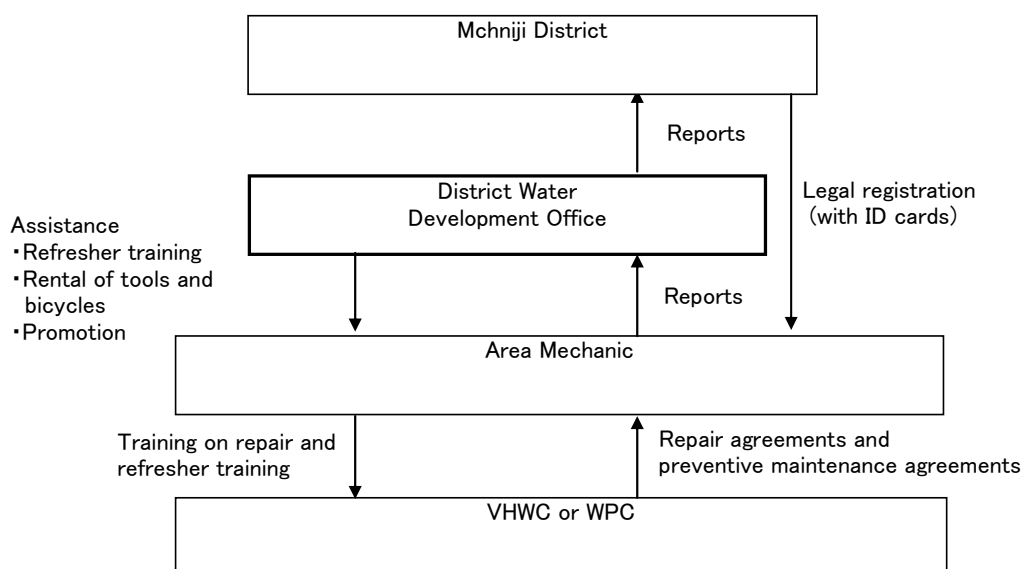 Mchniji District
Reports
District Water
Development Office
Legal registration
(with ID cards)
Assistance
・Refresher training
・Rental of tools and
bicycles
・Promotion
Reports
Area Mechanic
Training on repair and
refresher training
Repair agreements and
preventive maintenance agreements
VHWC or WPC